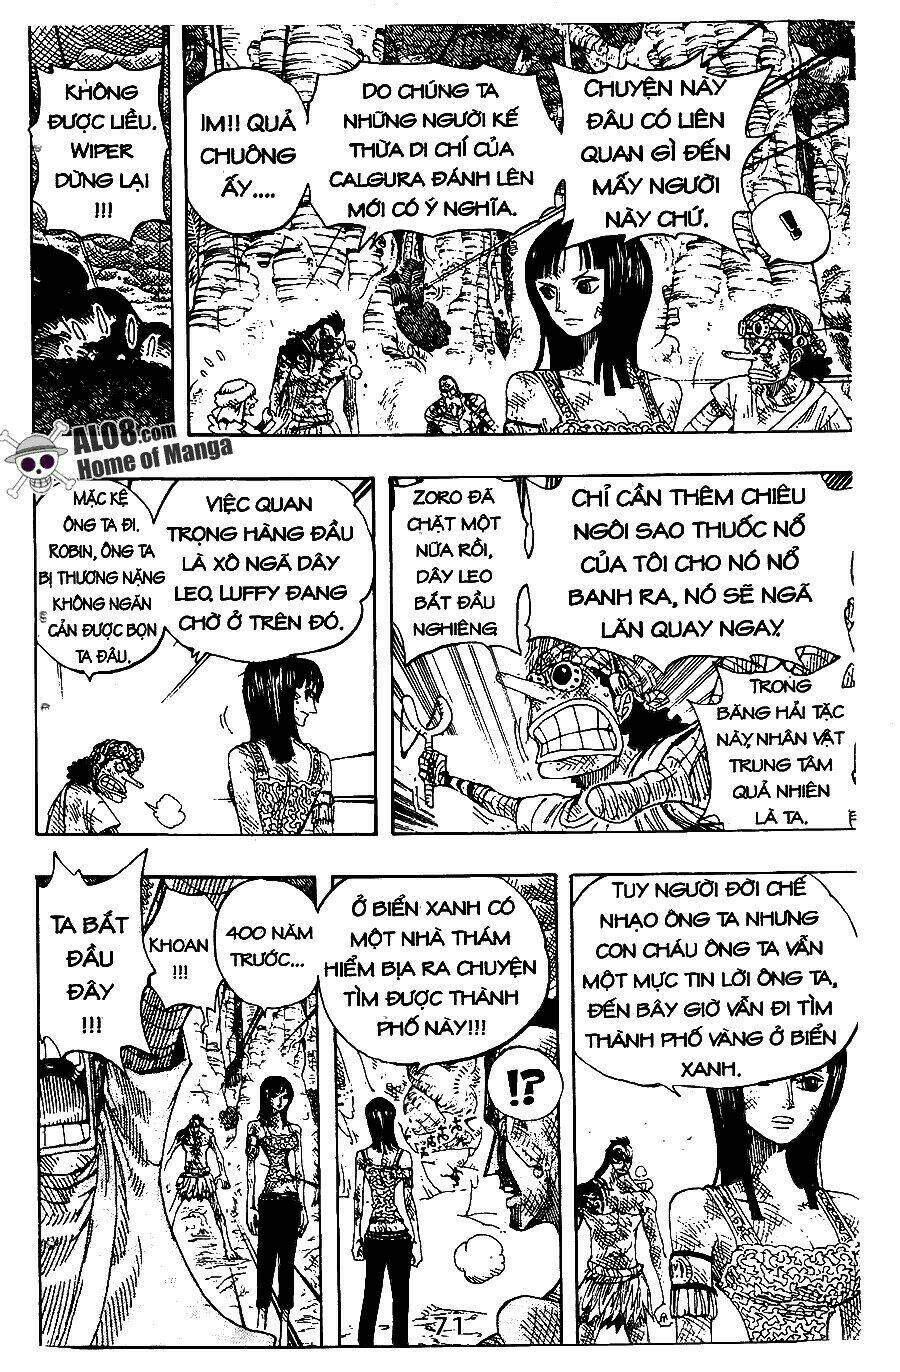 KHÔNG
ĐƯỢC LIỀU.
WIPER
DỪNG LẠI
!!!
IM!! QUẢ
CHUÔNG
ẤY....
DO CHÚNG TA
NHỮNG NGƯỜI KẾ
THỪA DI CHÍ CỦA
CALGURA ĐÁNH LÊN
MỚI CÓ Ý NGHĨA.
CHUYỆN NÀY
ĐÂU CÓ LIÊN
QUAN GÌ ĐẾN
MẤY NGƯỜI
NÀY CHỨ.
!
ALO8.com
Home of Manga
MẶC KỆ
ÔNG TA ĐI.
ROBIN, ÔNG TA
BỊ THƯƠNG NẶNG
KHÔNG NGĂN
CẢN ĐƯỢC BỌN
TA ĐÂU.
VIỆC QUAN
TRỌNG HÀNG ĐẦU
LÀ XÔ NGÃ DÂY
LEO. LUFFY ĐANG
CHỜ Ở TRÊN ĐÓ.
ZORO ĐÃ
CHẶT MỘT
NỬA RỒI,
DÂY LEO
BẮT ĐẦU
NGHIÊNG.
CHỈ CẦN THÊM CHIÊU
NGÔI SAO THUỐC NỔ
CỦA TÔI CHO NÓ NỔ
BANH RA, NÓ SẼ NGÃ
LĂN QUAY NGAY.
TRONG
BĂNG HẢI TẶC
NÀY, NHÂN VẬT
TRUNG TÂM
QUẢ NHIÊN
LÀ TA.
TA BẮT
ĐẦU
ĐÂY
!!!
KHOAN
!!!
400 NĂM
TRƯỚC...
Ở BIỂN XANH CÓ
MỘT NHÀ THÁM
HIỂM BỊA RA CHUYỆN
TÌM ĐƯỢC THÀNH
PHỐ NÀY!!!
!?
TUY NGƯỜI ĐỜI CHẾ
NHẠO ÔNG TA NHƯNG
CON CHÁU ÔNG TA VẪN
MỘT MỰC TIN LỜI ÔNG TA,
ĐẾN BÂY GIỜ VẪN ĐI TÌM
THÀNH PHỐ VÀNG Ở BIỂN
XANH.
71